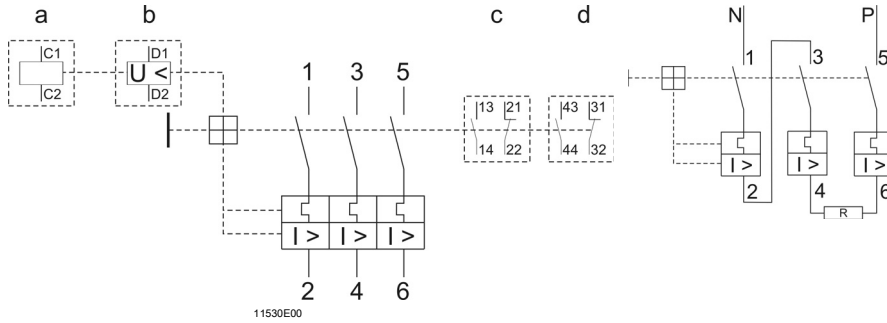 a b c d N P
C1 D1
U <
C2 D2
1 3 5
13 21 43 31
14 22 44 32
I > I > I >
2 4 6
11530E00
1 3 5
I > I > I >
2 4 6
R